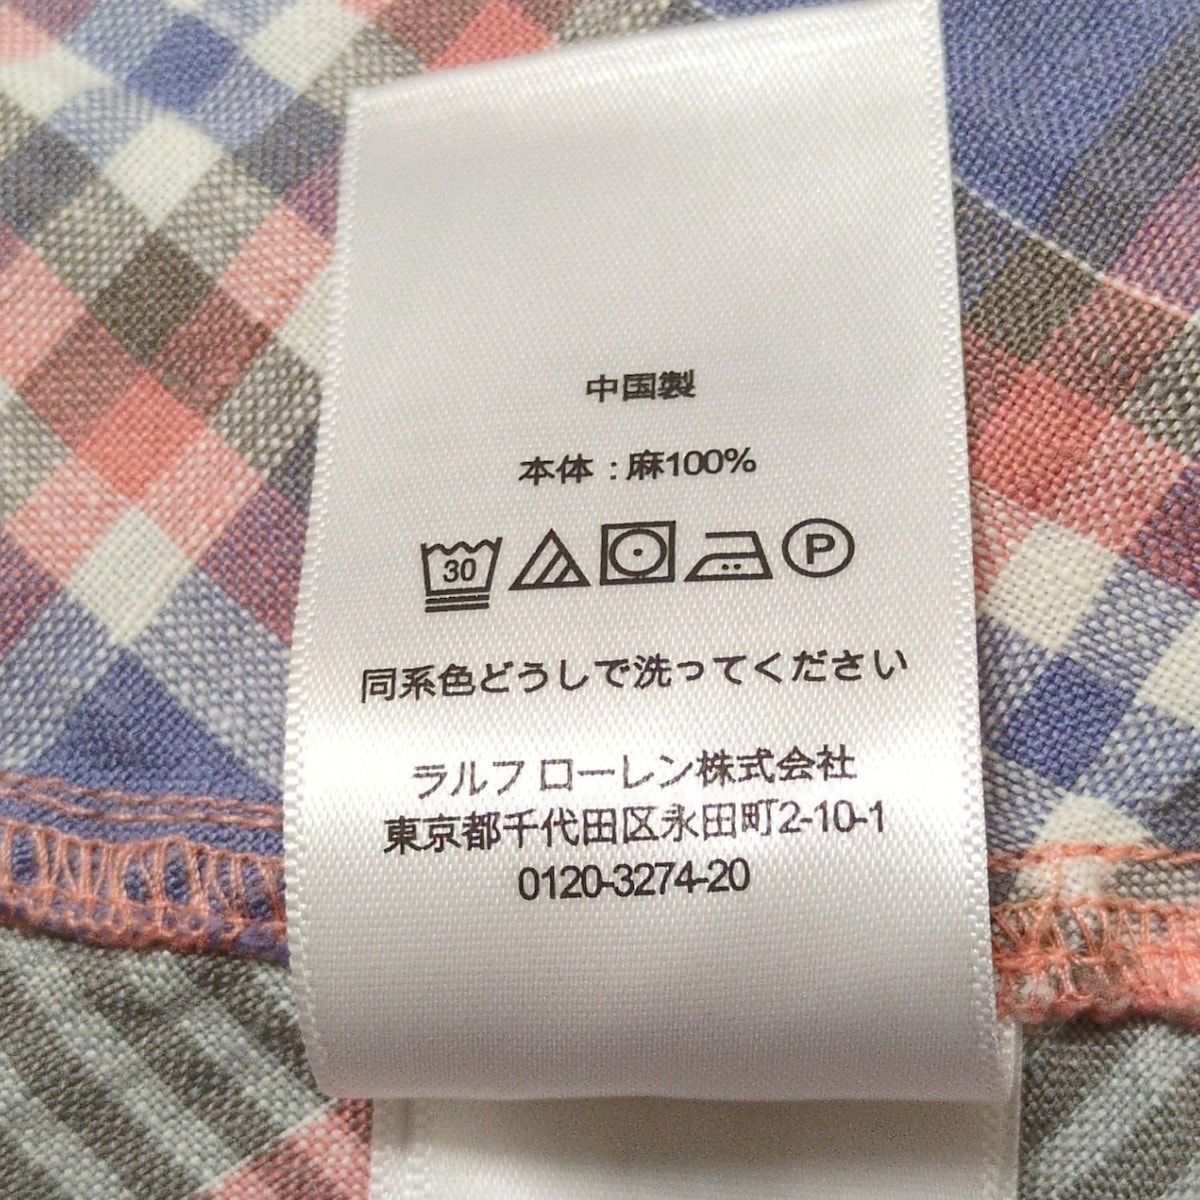 中国製
本体:麻100%
30 P
同系色どうしで洗ってください
ラルフ ローレン株式会社
東京都千代田区永田町2-10-1
0120-3274-20